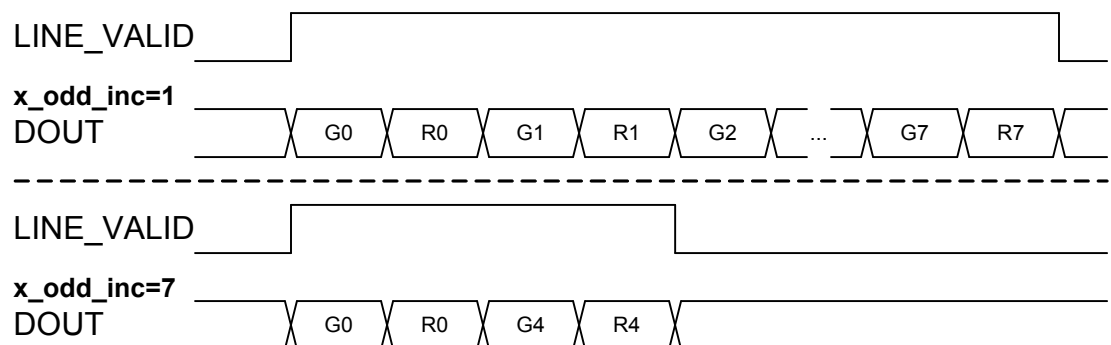 LINE_VALID
x_odd_inc=1
DOUT G0 R0 G1 R1 G2 ... G7 R7
LINE_VALID
x_odd_inc=7
DOUT G0 R0 G4 R4